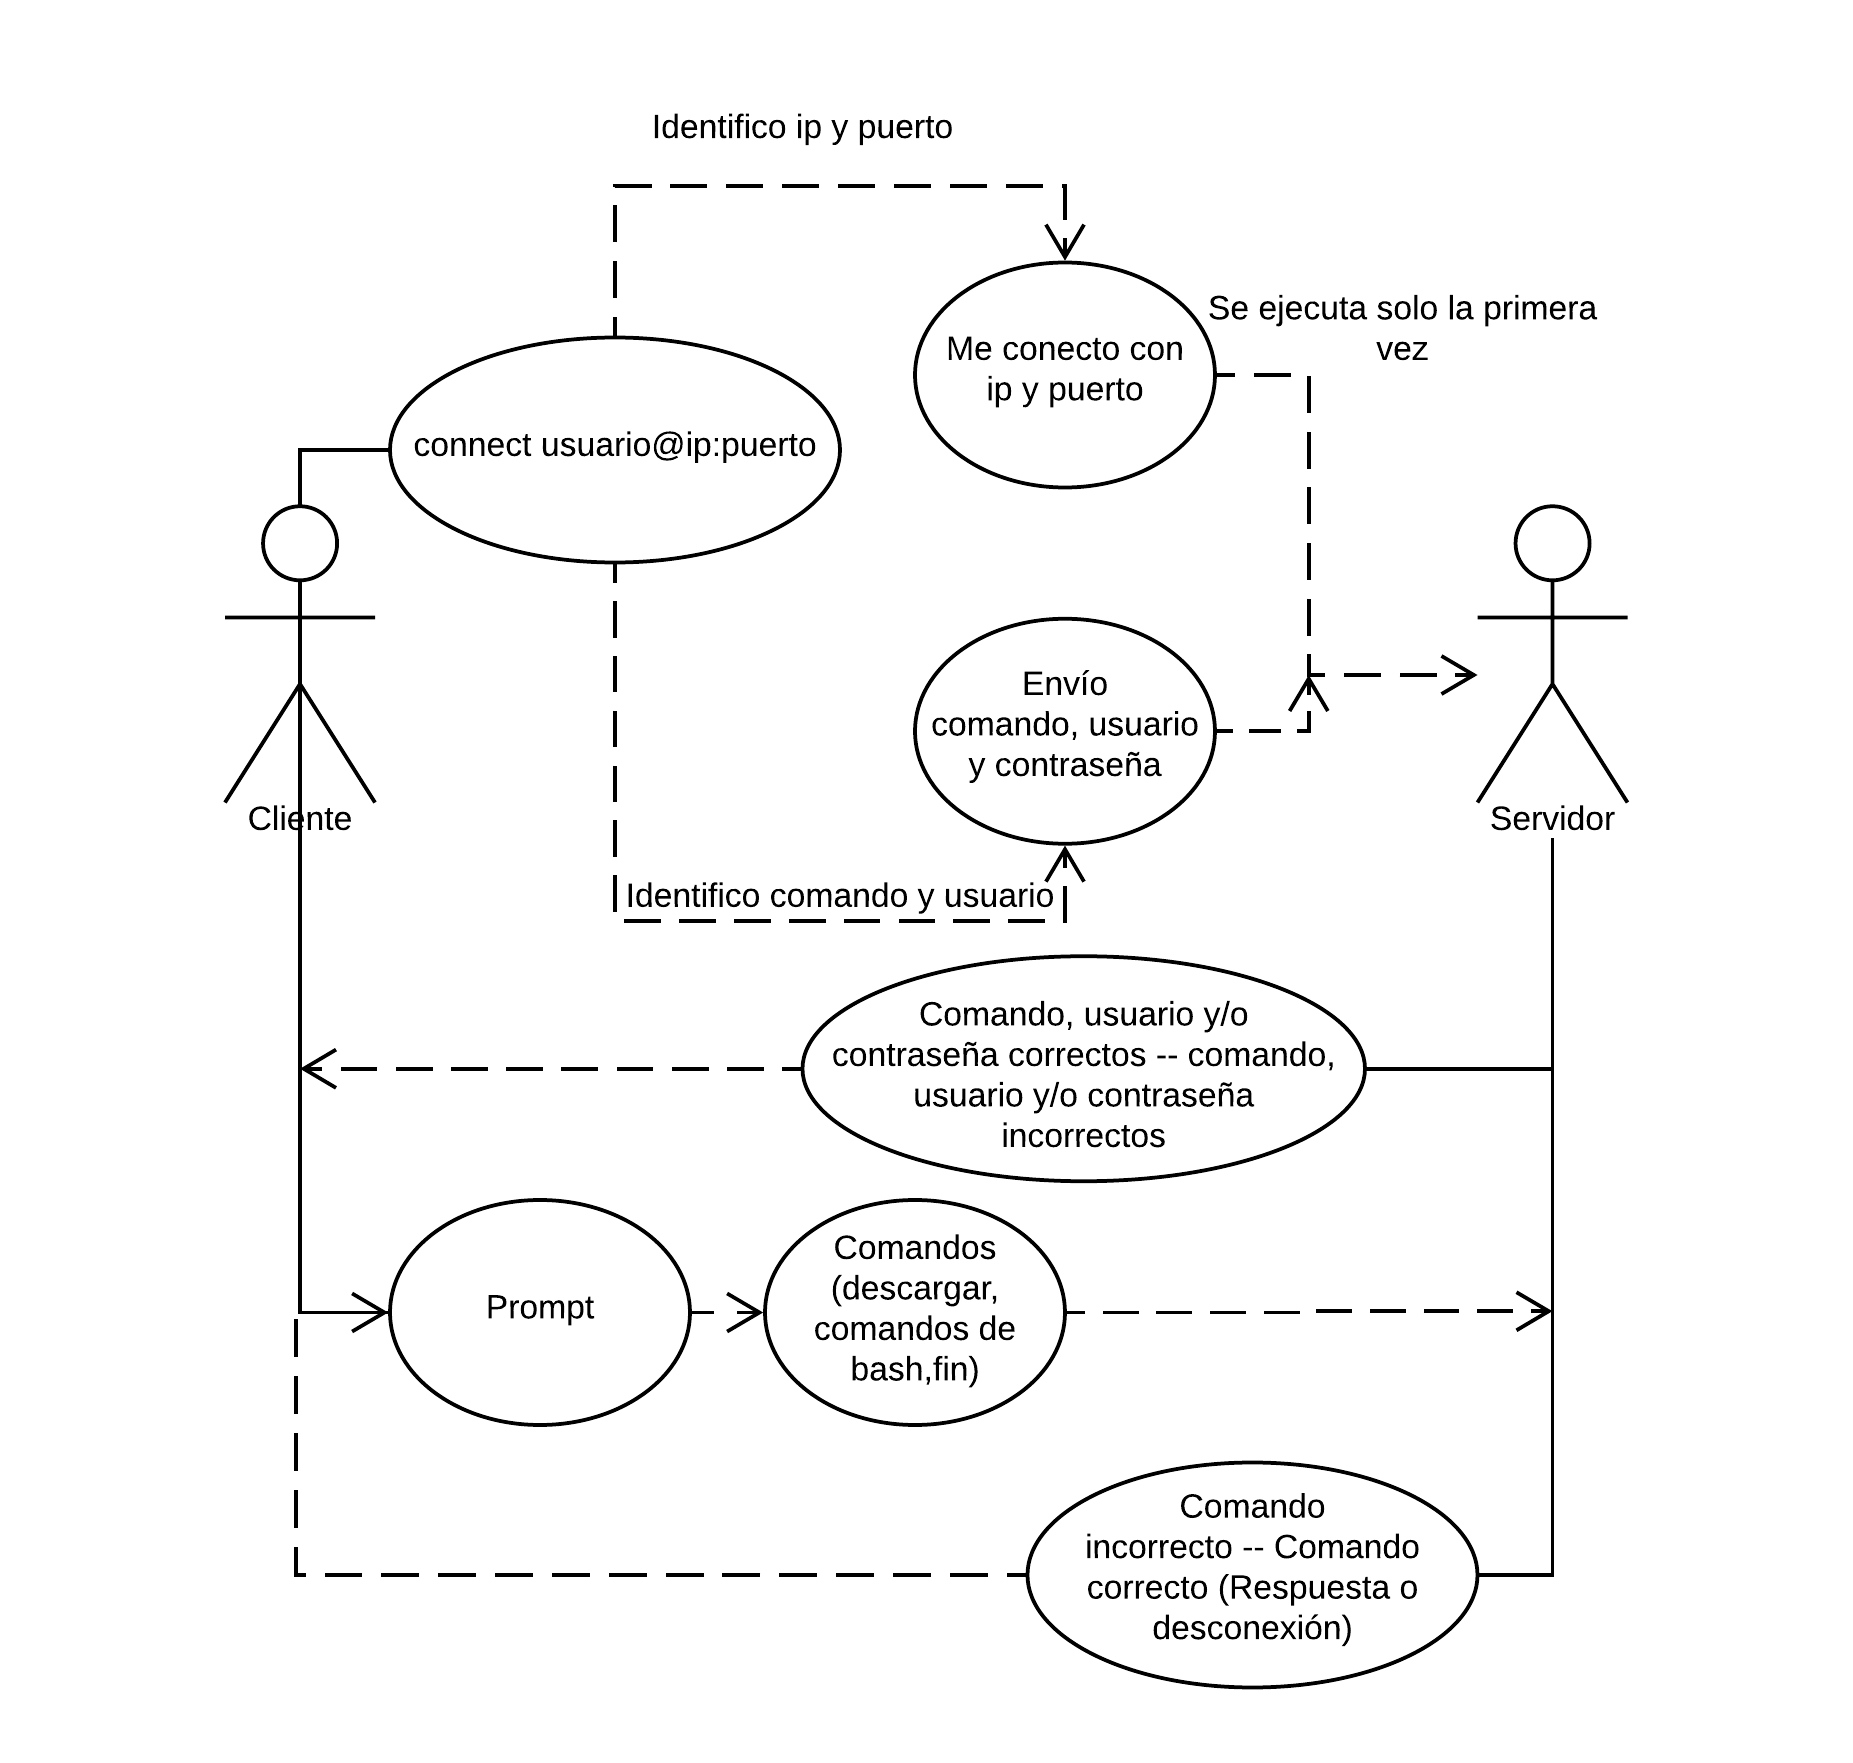 Identifico ip y puerto
Se ejecuta solo la primera
vez
Me conecto con
ip y puerto
connect usuario@ip:puerto
Envío
comando, usuario
y contraseña
Cliente
Servidor
Identifico comando y usuario
Comando, usuario y/o
contraseña correctos -- comando,
usuario y/o contraseña
incorrectos
Prompt
Comandos
(descargar,
comandos de
bash,fin)
Comando
incorrecto -- Comando
correcto (Respuesta o
desconexión)